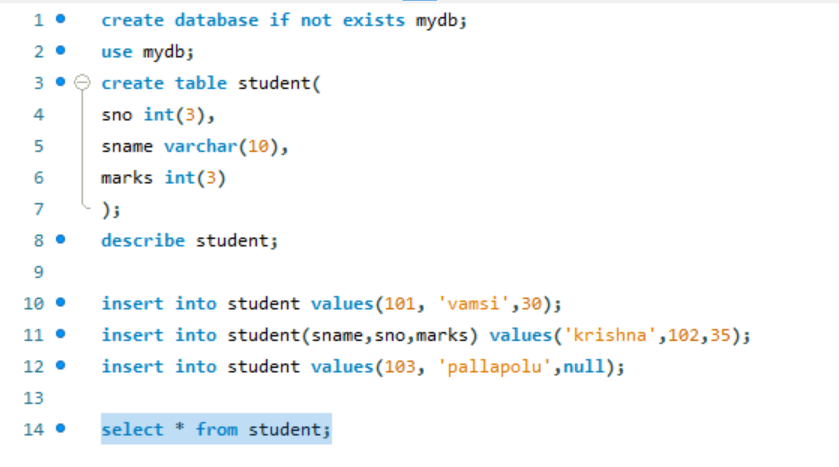 1 create database if not exists mydb;
2 use mydb;
3 create table student(
4 sno int(3),
5 sname varchar(10),
6 marks int(3)
7 );
8 describe student;
9
10 insert into student values(101, 'vamsi',30);
11 insert into student(sname,sno,marks) values('krishna',102,35);
12 insert into student values(103, 'pallapolu',null);
13
14 select * from student;